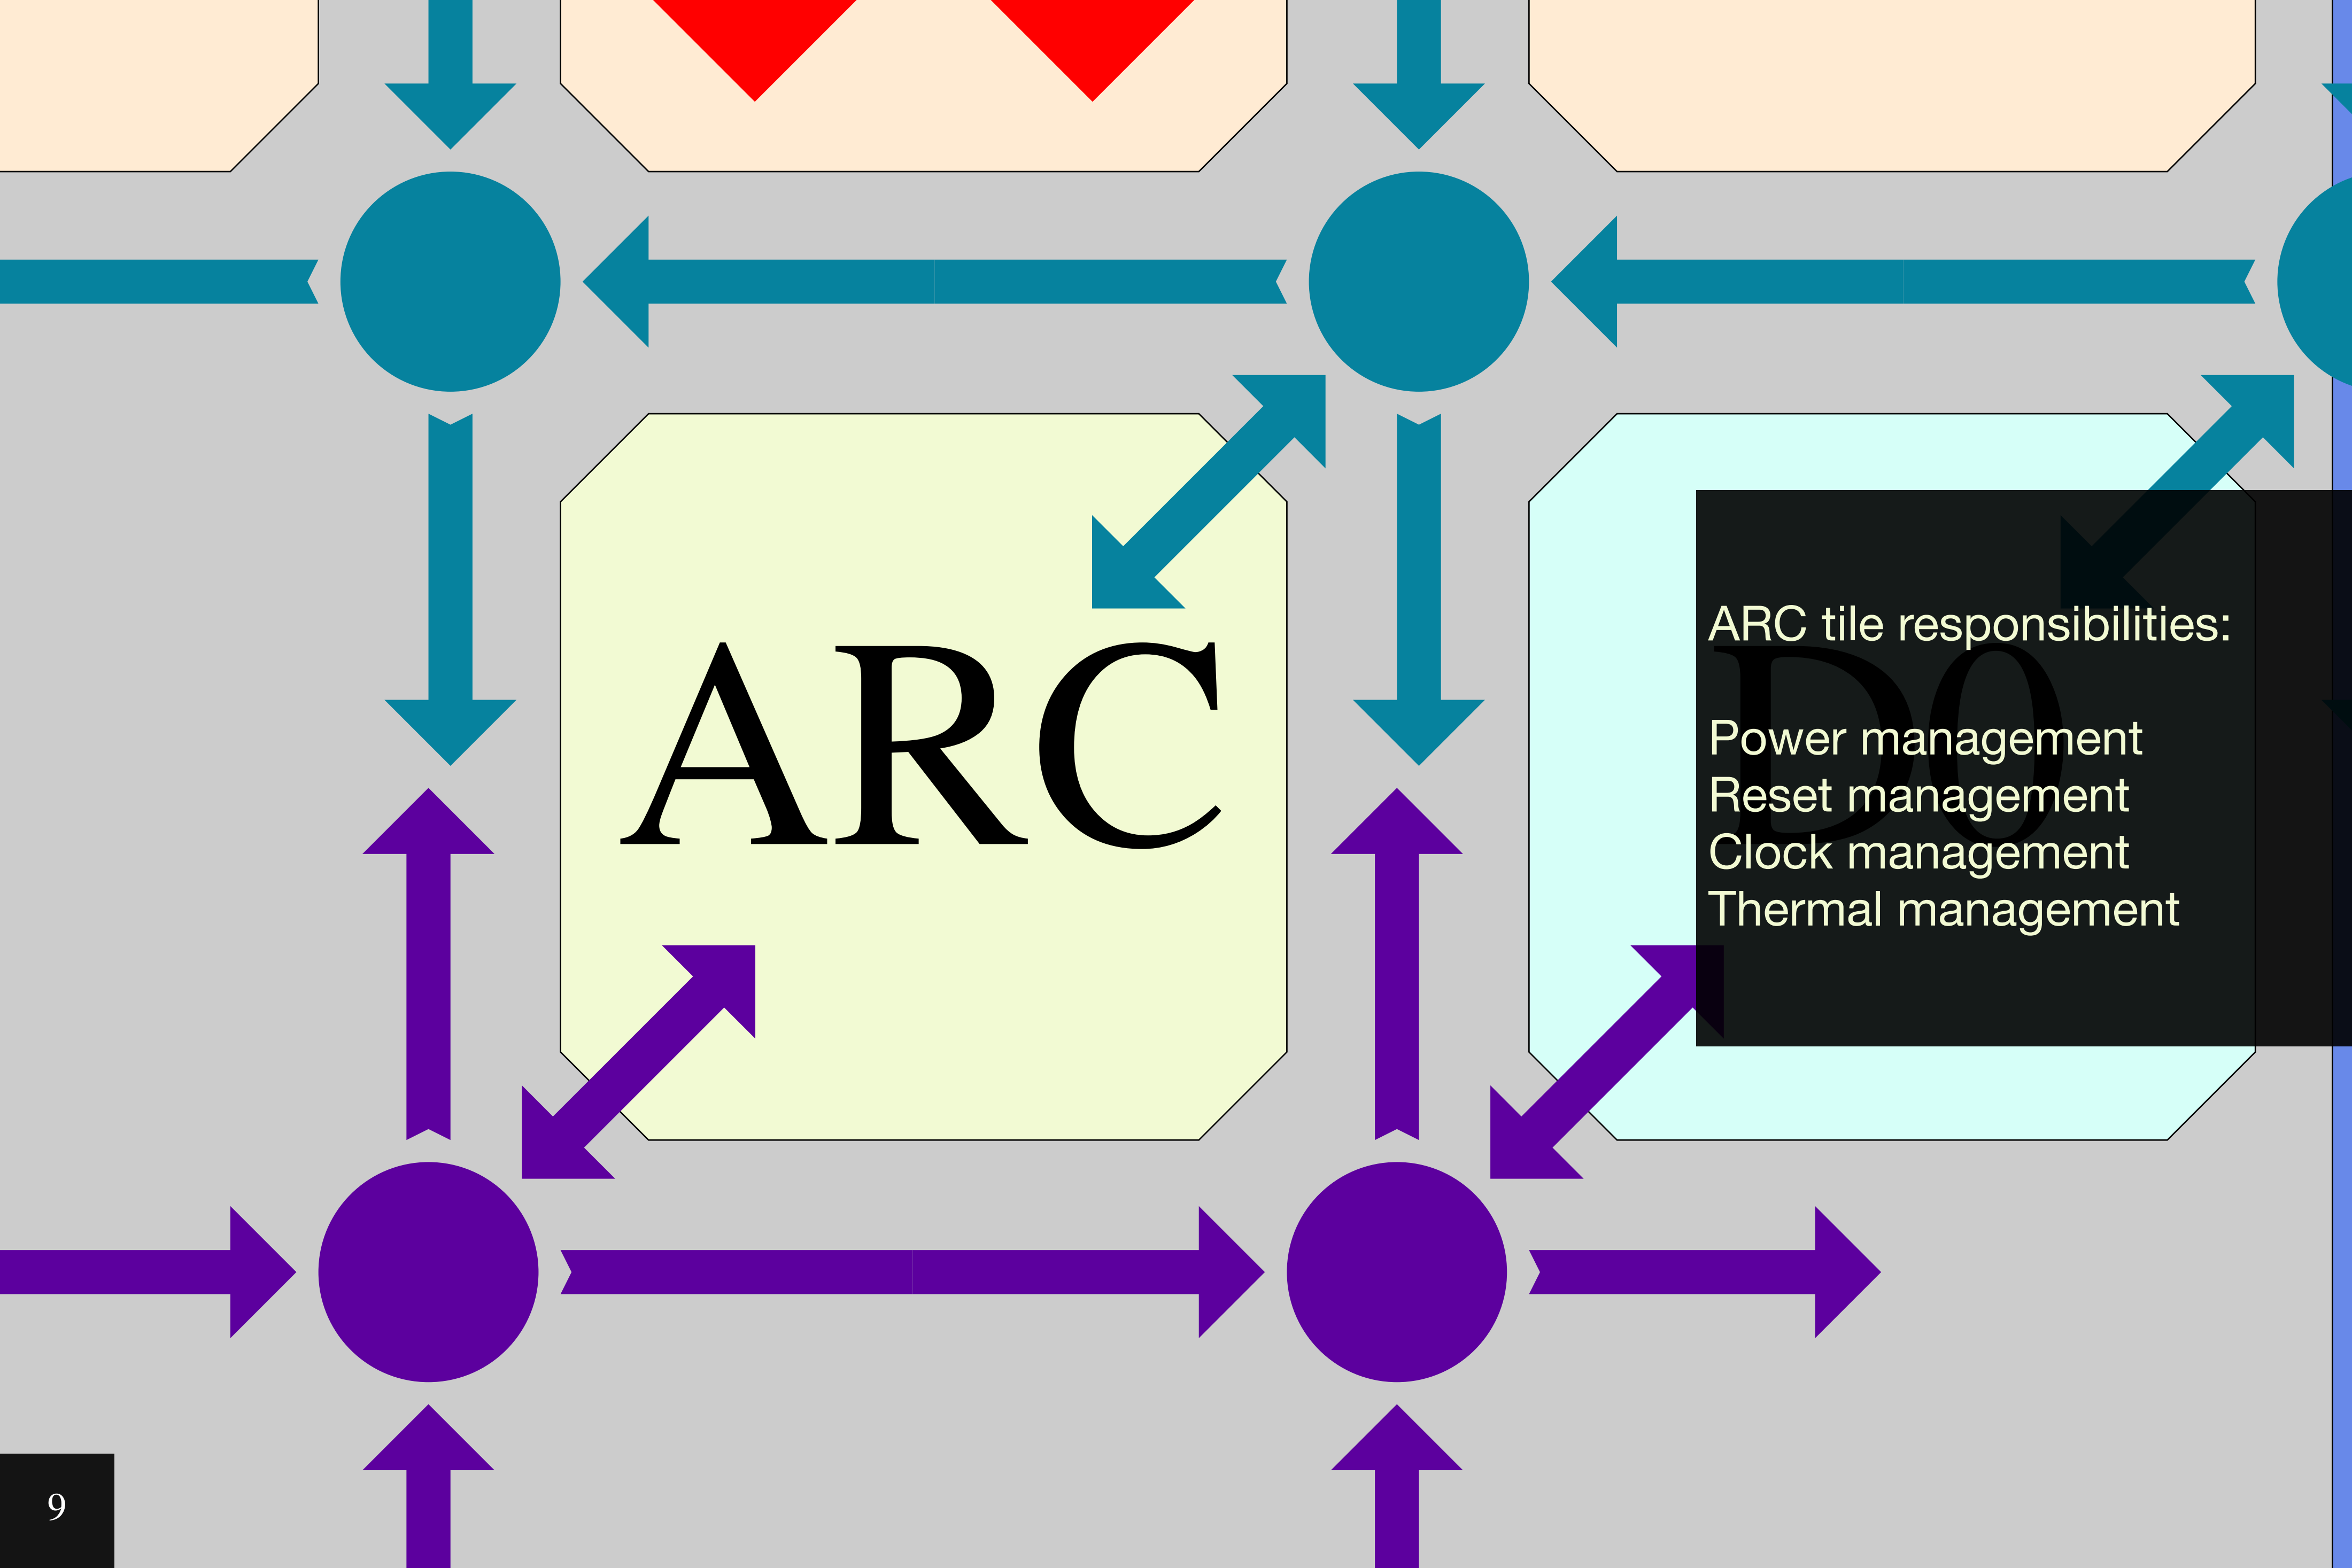 ARC
D0
ARC tile responsibilities:
Power management
Reset management
Clock management
Thermal management
9